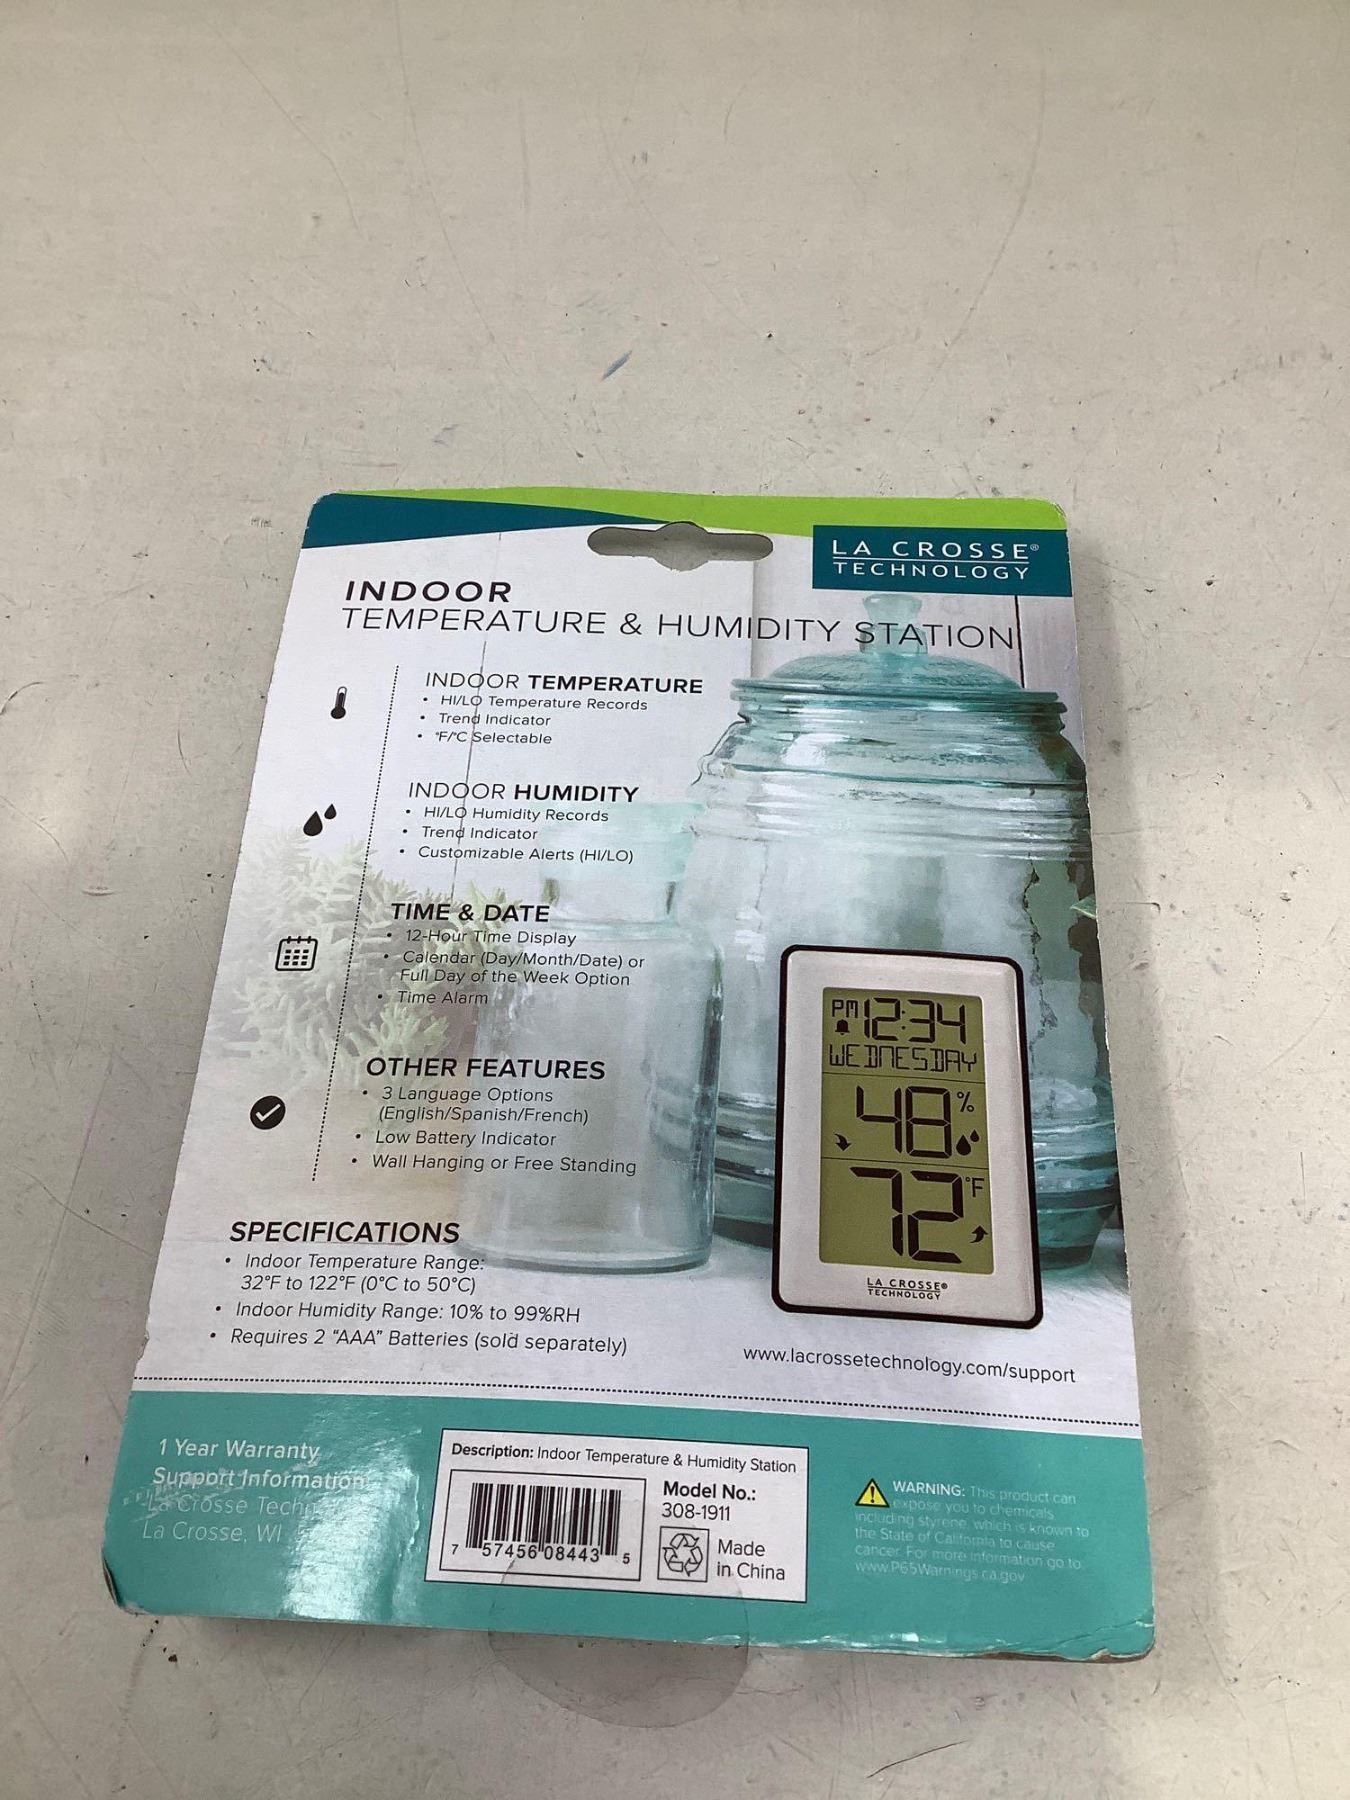 LA CROSSE®
TECHNOLOGY
INDOOR
TEMPERATURE & HUMIDITY STATION
INDOOR TEMPERATURE
• HI/LO Temperature Records
• Trend Indicator
• °F/°C Selectable
INDOOR HUMIDITY
• HI/LO Humidity Records
• Trend Indicator
• Customizable Alerts (HI/LO)
TIME & DATE
• 12-Hour Time Display
• Calendar (Day/Month/Date) or
Full Day of the Week Option
• Time Alarm
OTHER FEATURES
• 3 Language Options
(English/Spanish/French)
• Low Battery Indicator
• Wall Hanging or Free Standing
SPECIFICATIONS
• Indoor Temperature Range:
32°F to 122°F (0°C to 50°C)
• Indoor Humidity Range: 10% to 99%RH
• Requires 2 "AAA" Batteries (sold separately)
PM 12:34
WEDNESDAY
48%
72°F
LA CROSSE®
TECHNOLOGY
www.lacrossetechnology.com/support
1 Year Warranty
Support Information
La Crosse
La Crosse, WI
Description: Indoor Temperature & Humidity Station
7 57456 08443 5
Model No.:
308-1911
Made
in China
WARNING: This product can
expose you to chemicals
including styrene, which is known to
the State of California to cause
cancer. For more information go to
www.P65Warnings.ca.gov